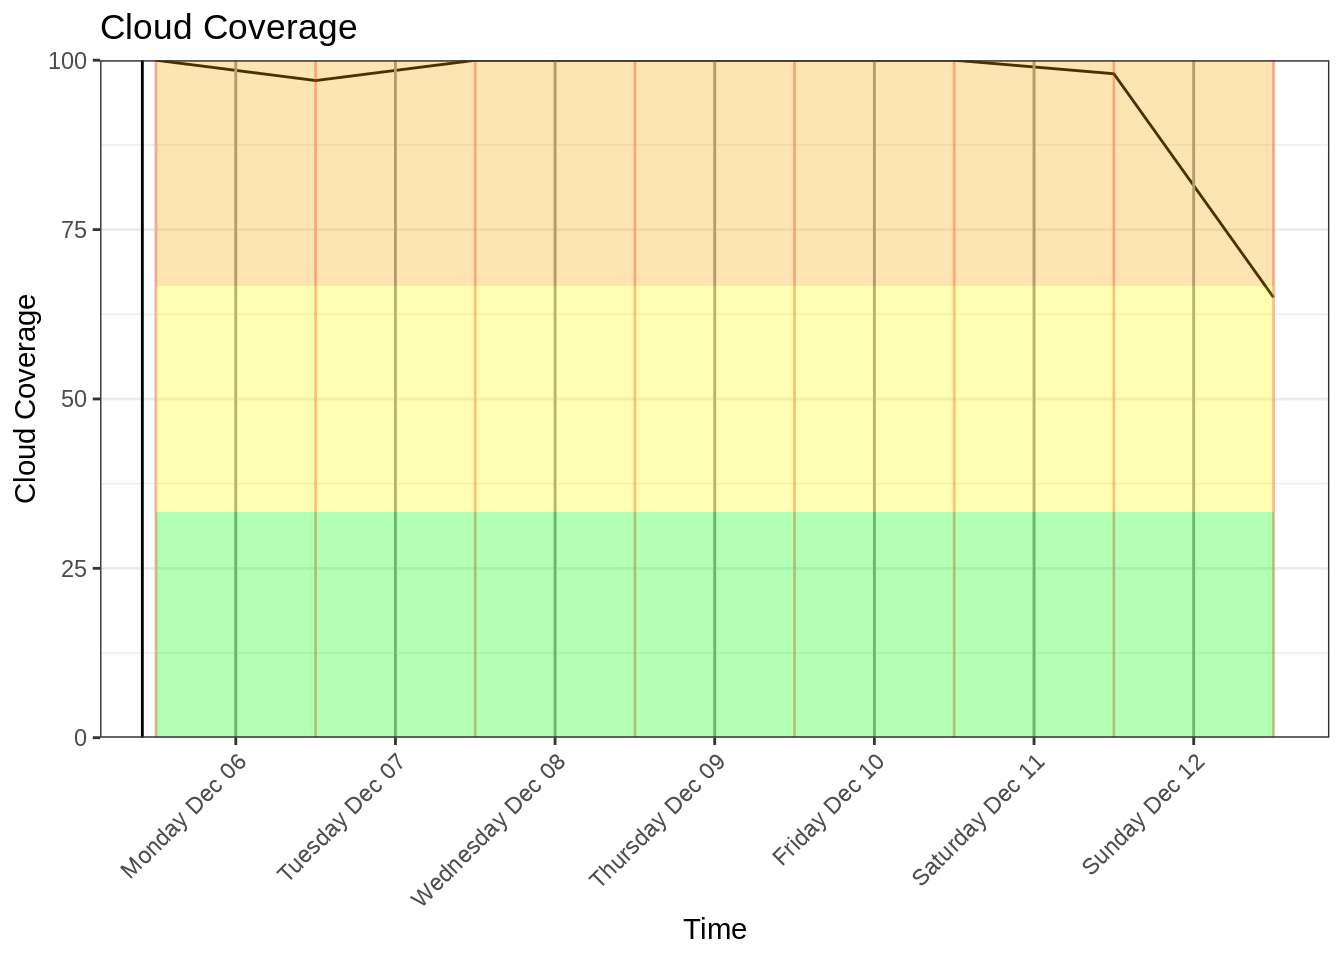 Cloud Coverage
100
75
50
25
0
Cloud Coverage
Monday Dec 06
Tuesday Dec 07
Wednesday Dec 08
Thursday Dec 09
Friday Dec 10
Saturday Dec 11
Sunday Dec 12
Time